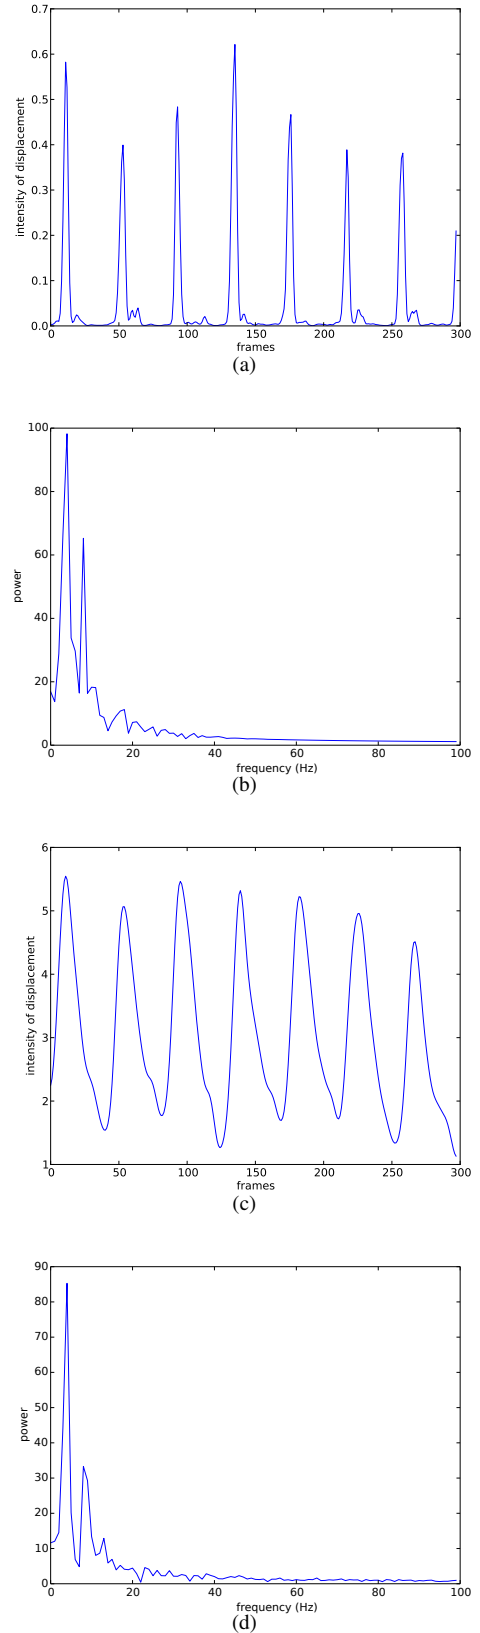 0.7
0.6
0.5
0.4
0.3
0.2
0.1
0.0
intensity of displacement
0 50 100 150 200 250 300
frames
(a)
100
80
60
40
20
0
power
0 20 40 60 80 100
frequency (Hz)
(b)
6
5
4
3
2
1
intensity of displacement
0 50 100 150 200 250 300
frames
(c)
90
80
70
60
50
40
30
20
10
0
power
0 20 40 60 80 100
frequency (Hz)
(d)